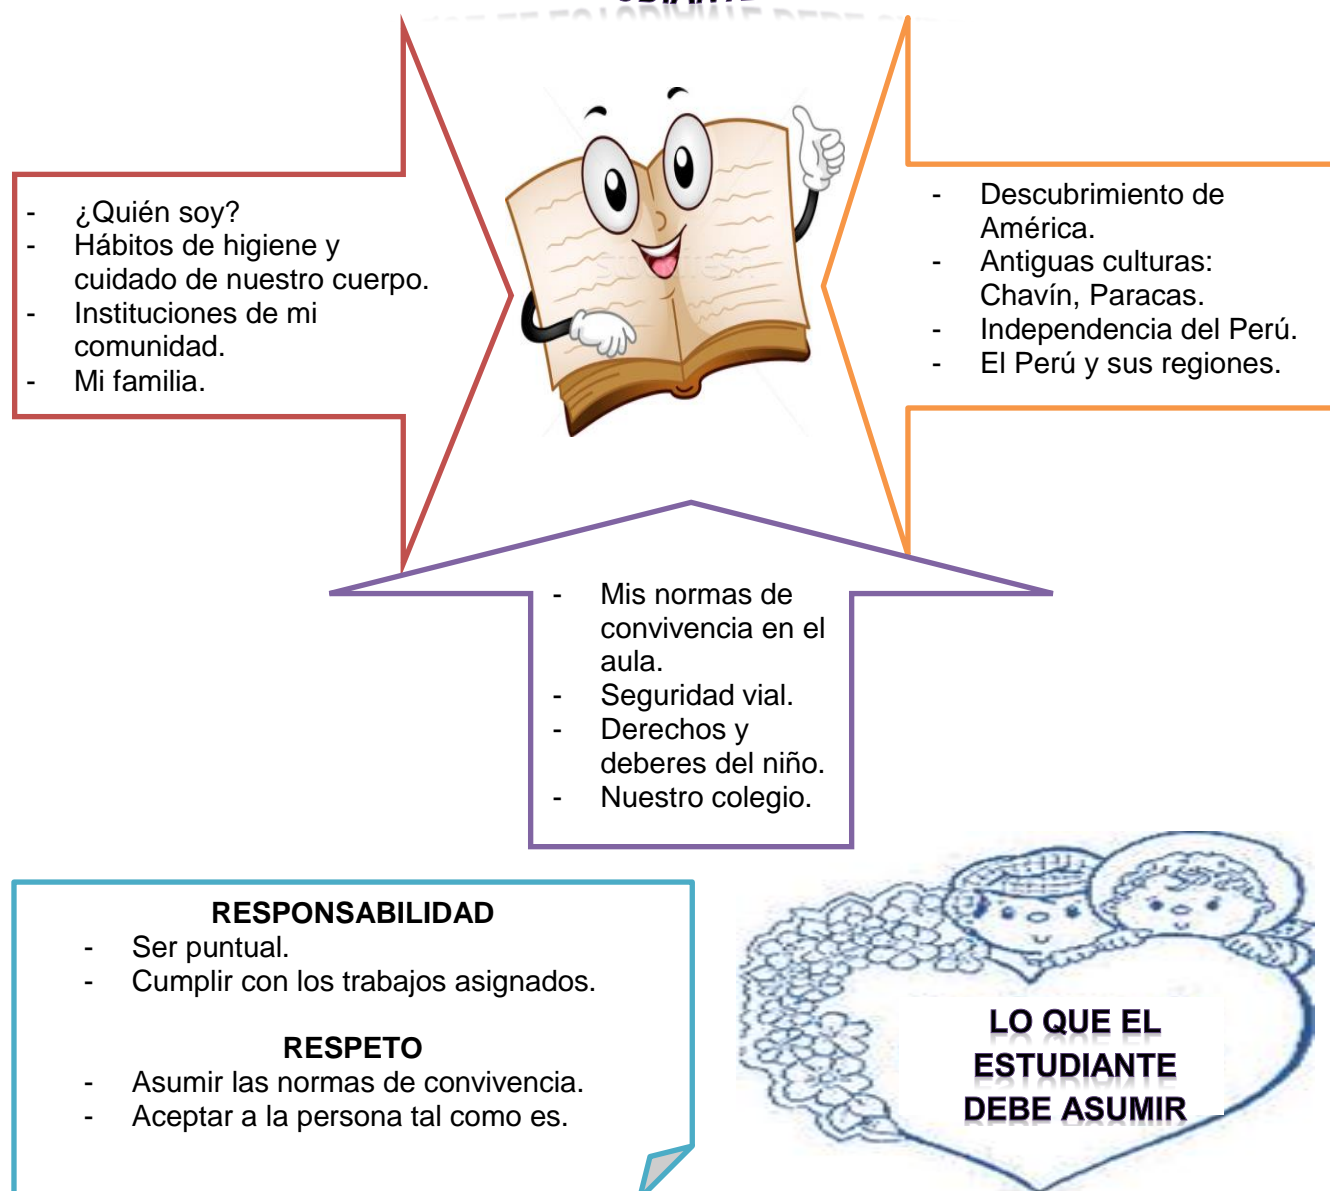 - ¿Quién soy?
- Hábitos de higiene y
cuidado de nuestro cuerpo.
- Instituciones de mi
comunidad.
- Mi familia.
- Descubrimiento de
América.
- Antiguas culturas:
Chavín, Paracas.
- Independencia del Perú.
- El Perú y sus regiones.
- Mis normas de
convivencia en el
aula.
- Seguridad vial.
- Derechos y
deberes del niño.
- Nuestro colegio.
RESPONSABILIDAD
- Ser puntual.
- Cumplir con los trabajos asignados.
RESPETO
- Asumir las normas de convivencia.
- Aceptar a la persona tal como es.
LO QUE EL
ESTUDIANTE
DEBE ASUMIR